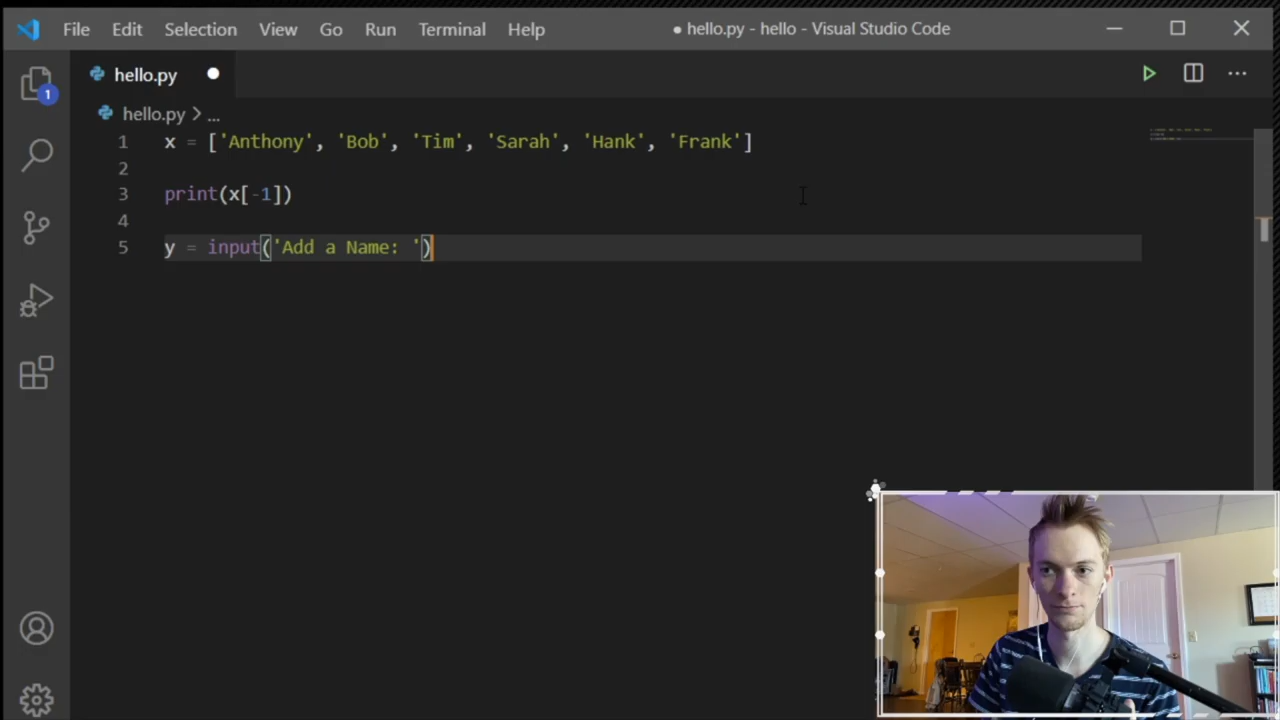 File Edit Selection View Go Run Terminal Help ● hello.py - hello - Visual Studio Code
1
hello.py
hello.py > ...
1 x = ['Anthony', 'Bob', 'Tim', 'Sarah', 'Hank', 'Frank']
2
3 print(x[-1])
4
5 y = input('Add a Name: ')